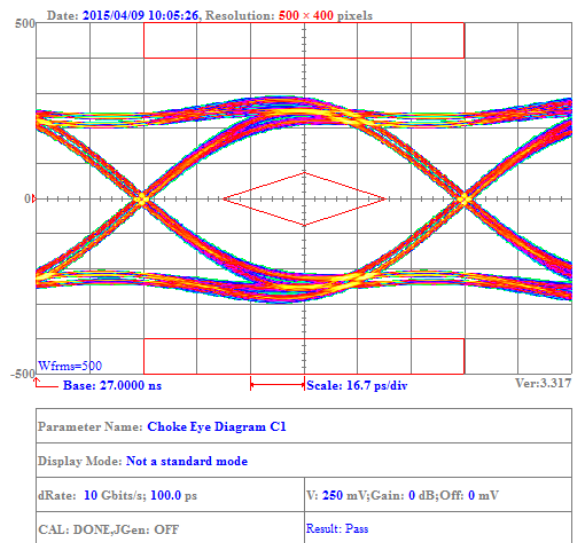 Date: 2015/04/09 10:05:26, Resolution: 500 × 400 pixels
500
0
-500
Wfrms=500
Base: 27.0000 ns
Scale: 16.7 ps/div
Ver:3.317
Parameter Name: Choke Eye Diagram C1
Display Mode: Not a standard mode
dRate: 10 Gbits/s; 100.0 ps
V: 250 mV;Gain: 0 dB;Off: 0 mV
CAL: DONE,JGen: OFF
Result: Pass